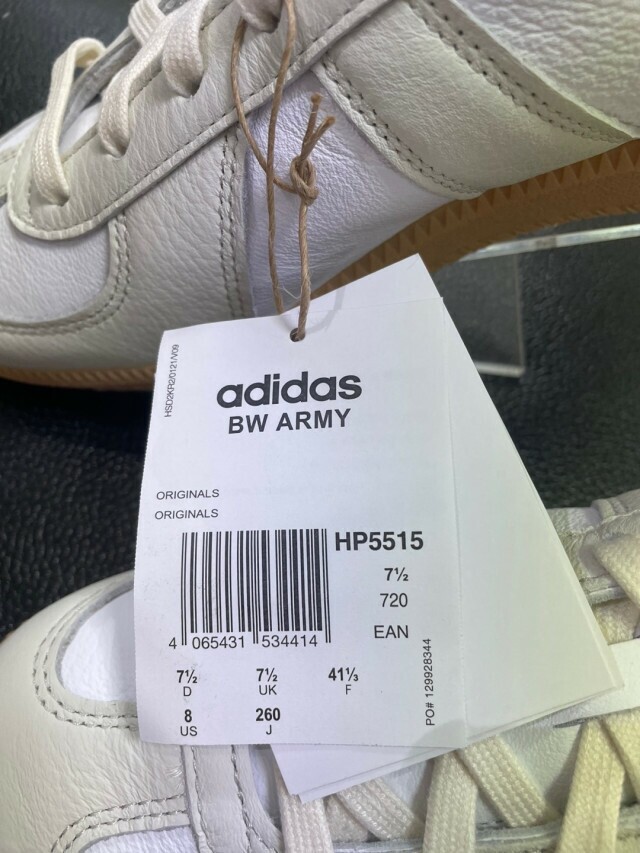 HSD2KR2/0121/V09
adidas
BW ARMY
ORIGINALS
ORIGINALS
HP5515
7½
720
EAN
4 065431 534414
7½ 7½ 41⅓
D UK F
8 260
US J
PO# 129928344